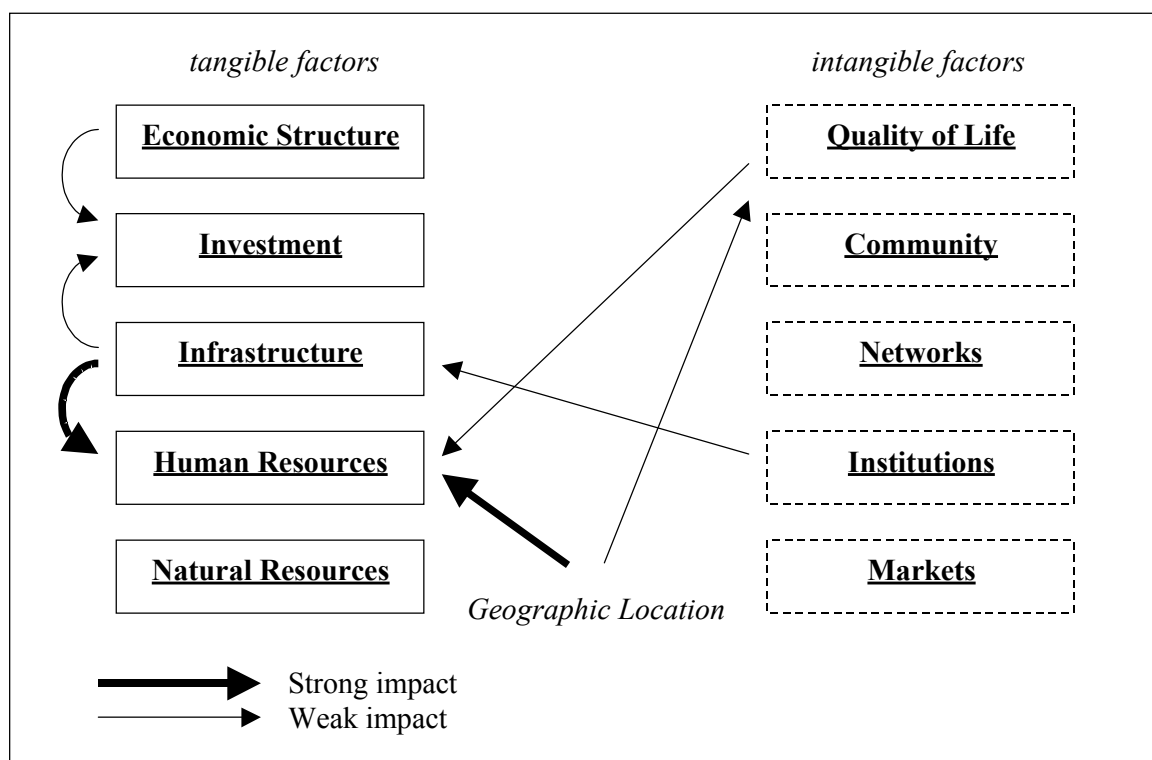 tangible factors
intangible factors
Economic Structure
Quality of Life
Investment
Community
Infrastructure
Networks
Human Resources
Institutions
Natural Resources
Markets
Geographic Location
Strong impact
Weak impact